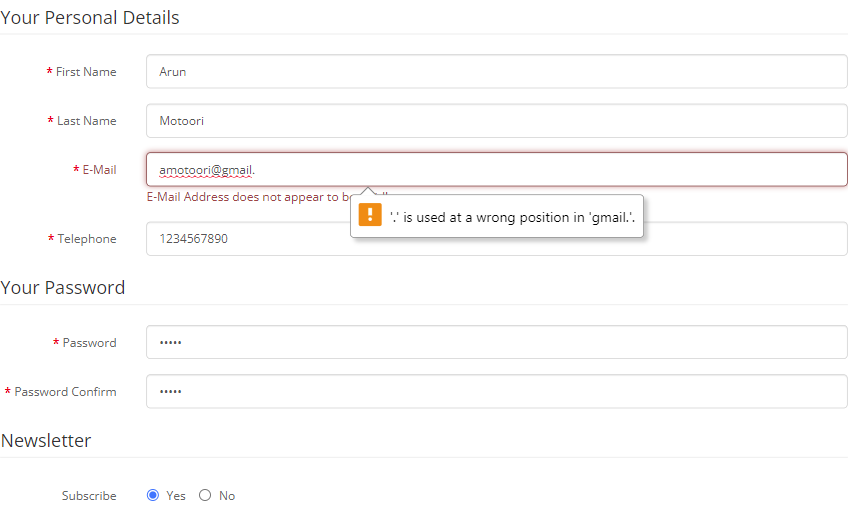 Your Personal Details
* First Name Arun
* Last Name Motoori
* E-Mail amotoori@gmail.
E-Mail Address does not appear to be
'.' is used at a wrong position in 'gmail.'.
* Telephone 1234567890
Your Password
* Password •••••
* Password Confirm •••••
Newsletter
Subscribe Yes No